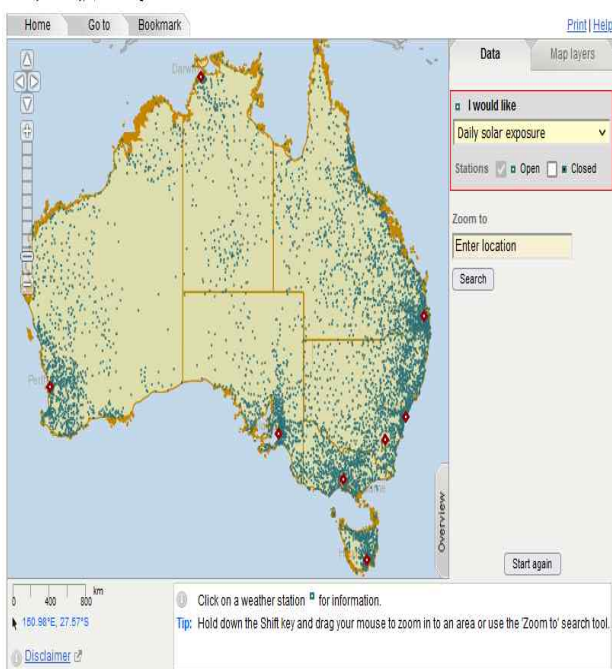 Home Go to Bookmark Print | Help
Data Map layers
I would like
Daily solar exposure
Stations Open Closed
Zoom to
Enter location
Search
Overview
Start again
km
0 400 800
Click on a weather station for information.
150.98°E, 27.57°S
Tip: Hold down the Shift key and drag your mouse to zoom in to an area or use the 'Zoom to' search tool.
Disclaimer